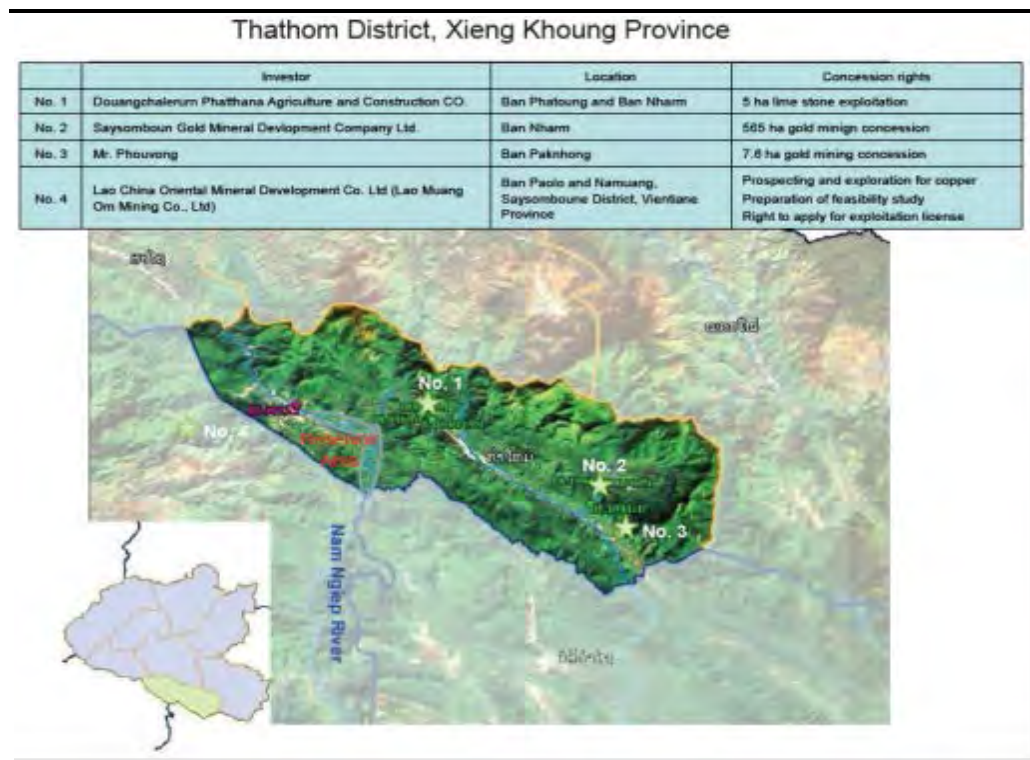 Thathom District, Xieng Khoung Province
Investor Location Concession rights
No. 1 Douangchalerum Phatthana Agriculture and Construction CO. Ban Phatoung and Ban Nharm 5 ha lime stone exploitation
No. 2 Saysomboun Gold Mineral Devlopment Company Ltd. Ban Nharm 565 ha gold minign concession
No. 3 Mr. Phouvong Ban Paknhong 7.6 ha gold mining concession
No. 4 Lao China Oriental Mineral Development Co. Ltd (Lao Muang
Om Mining Co., Ltd)
Ban Paolo and Namuang,
Saysomboune District, Vientiane
Province
Prospecting and exploration for copper
Preparation of feasibility study
Right to apply for exploitation license
No. 1
No. 4
No. 2
No. 3
Nam Ngiep River